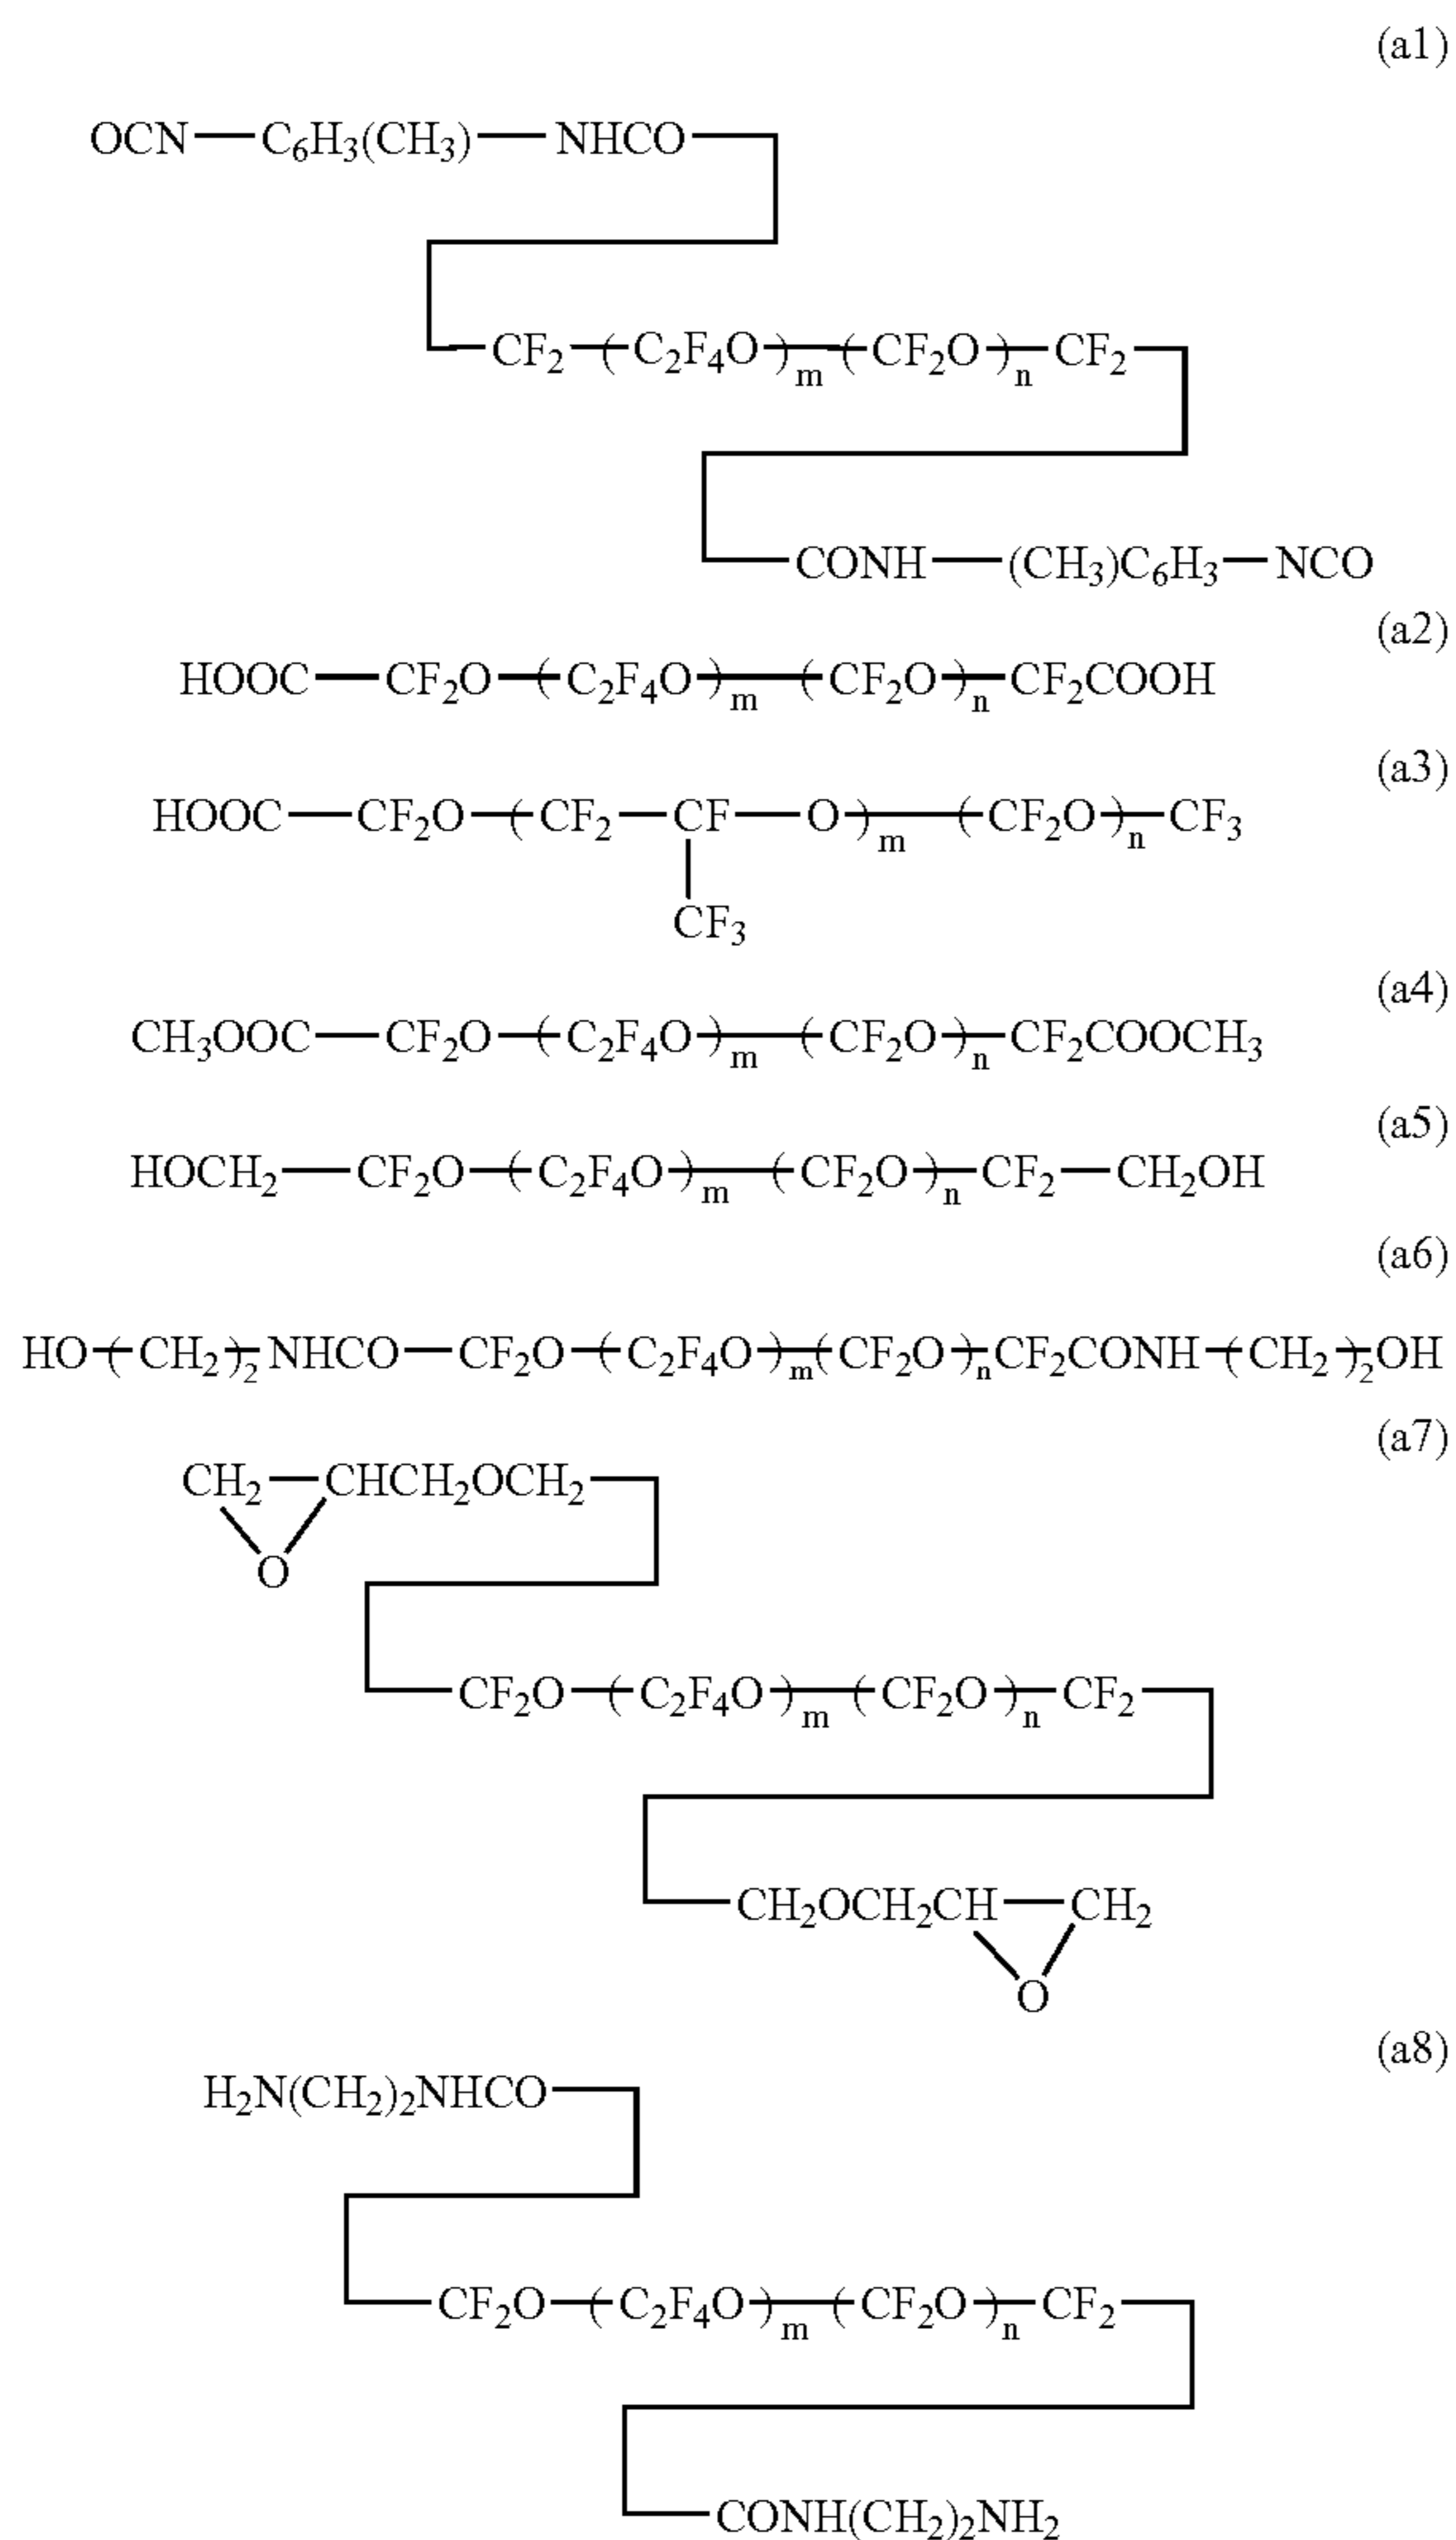 (a1)
OCN—C₆H₃(CH₃)—NHCO—
—CF₂—(C₂F₄O)ₘ—(CF₂O)ₙ—CF₂—
—CONH—(CH₃)C₆H₃—NCO
(a2)
HOOC—CF₂O—(C₂F₄O)ₘ—(CF₂O)ₙ—CF₂COOH
(a3)
HOOC—CF₂O—(CF₂—CF—O)ₘ—(CF₂O)ₙ—CF₃
CF₃
(a4)
CH₃OOC—CF₂O—(C₂F₄O)ₘ—(CF₂O)ₙ—CF₂COOCH₃
(a5)
HOCH₂—CF₂O—(C₂F₄O)ₘ—(CF₂O)ₙ—CF₂—CH₂OH
(a6)
HO—(CH₂)₂—NHCO—CF₂O—(C₂F₄O)ₘ—(CF₂O)ₙ—CF₂CONH—(CH₂)₂—OH
(a7)
CH₂—CHCH₂OCH₂—
O
—CF₂O—(C₂F₄O)ₘ—(CF₂O)ₙ—CF₂—
—CH₂OCH₂CH—CH₂
O
(a8)
H₂N(CH₂)₂NHCO—
—CF₂O—(C₂F₄O)ₘ—(CF₂O)ₙ—CF₂—
—CONH(CH₂)₂NH₂